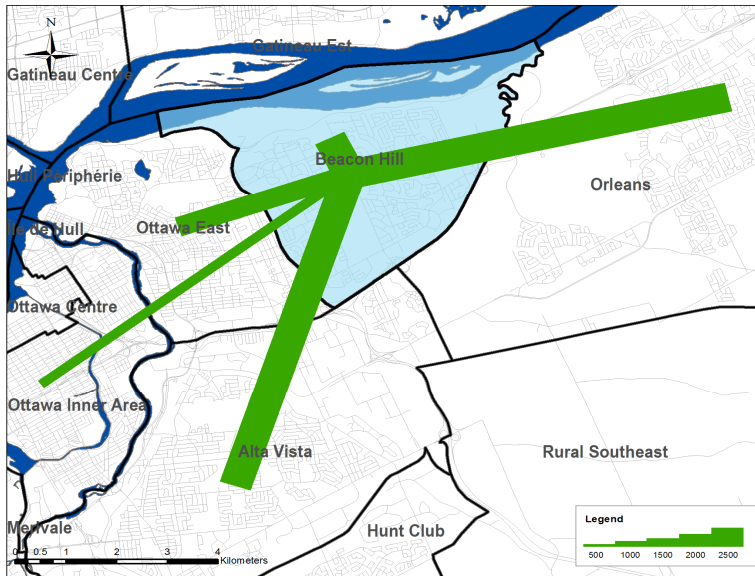 N
Gatineau Est
Gatineau Centre
Beacon Hill
Hull Périphérie
Orleans
Île de Hull
Ottawa East
Ottawa Centre
Ottawa Inner Area
Alta Vista
Rural Southeast
Merivale
Hunt Club
Legend
500 1000 1500 2000 2500
0 0.5 1 2 3 4
Kilometers